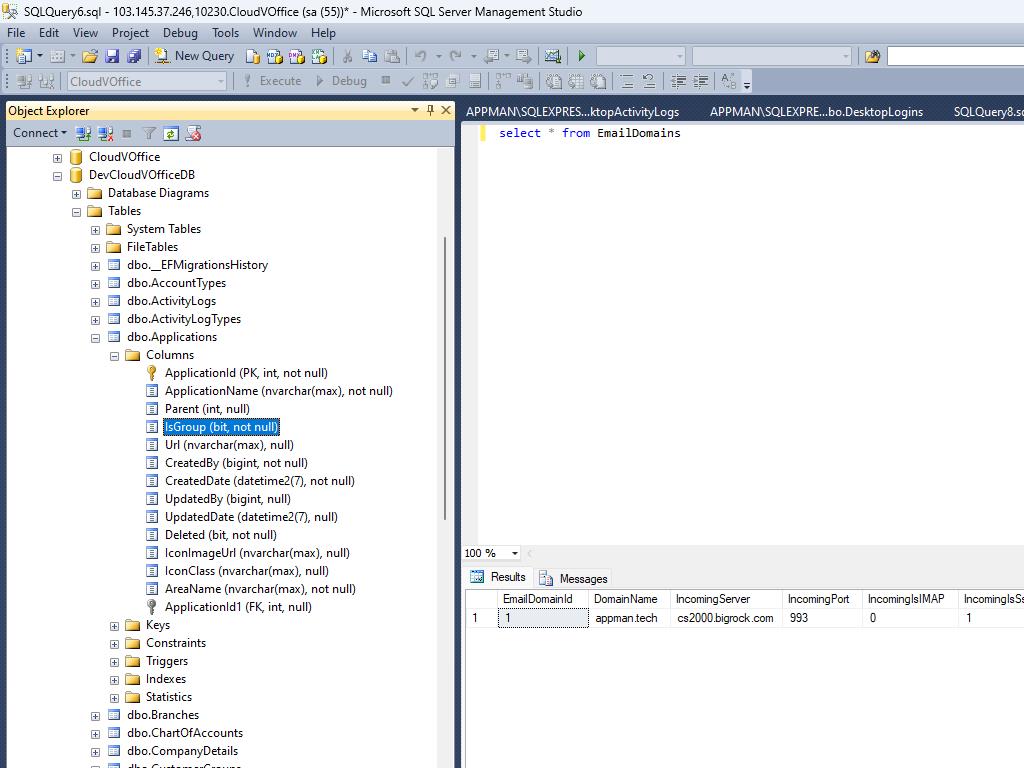 SQLQuery6.sql - 103.145.37.246,10230.CloudVOffice (sa (55))* - Microsoft SQL Server Management Studio
File Edit View Project Debug Tools Window Help
New Query
CloudVOffice Execute Debug
Object Explorer
APPMAN\SQLEXPRES...ktopActivityLogs APPMAN\SQLEXPRE...bo.DesktopLogins SQLQuery8.sq
Connect
select * from EmailDomains
CloudVOffice
DevCloudVOfficeDB
Database Diagrams
Tables
System Tables
FileTables
dbo.__EFMigrationsHistory
dbo.AccountTypes
dbo.ActivityLogs
dbo.ActivityLogTypes
dbo.Applications
Columns
ApplicationId (PK, int, not null)
ApplicationName (nvarchar(max), not null)
Parent (int, null)
IsGroup (bit, not null)
Url (nvarchar(max), null)
CreatedBy (bigint, not null)
CreatedDate (datetime2(7), not null)
UpdatedBy (bigint, null)
UpdatedDate (datetime2(7), null)
Deleted (bit, not null)
IconImageUrl (nvarchar(max), null)
IconClass (nvarchar(max), null)
AreaName (nvarchar(max), not null)
ApplicationId1 (FK, int, null)
Keys
Constraints
Triggers
Indexes
Statistics
dbo.Branches
dbo.ChartOfAccounts
dbo.CompanyDetails
dbo.CustomerGroups
100 %
Results Messages
EmailDomainId DomainName IncomingServer IncomingPort IncomingIsIMAP IncomingIsSs
1 1 appman.tech cs2000.bigrock.com 993 0 1